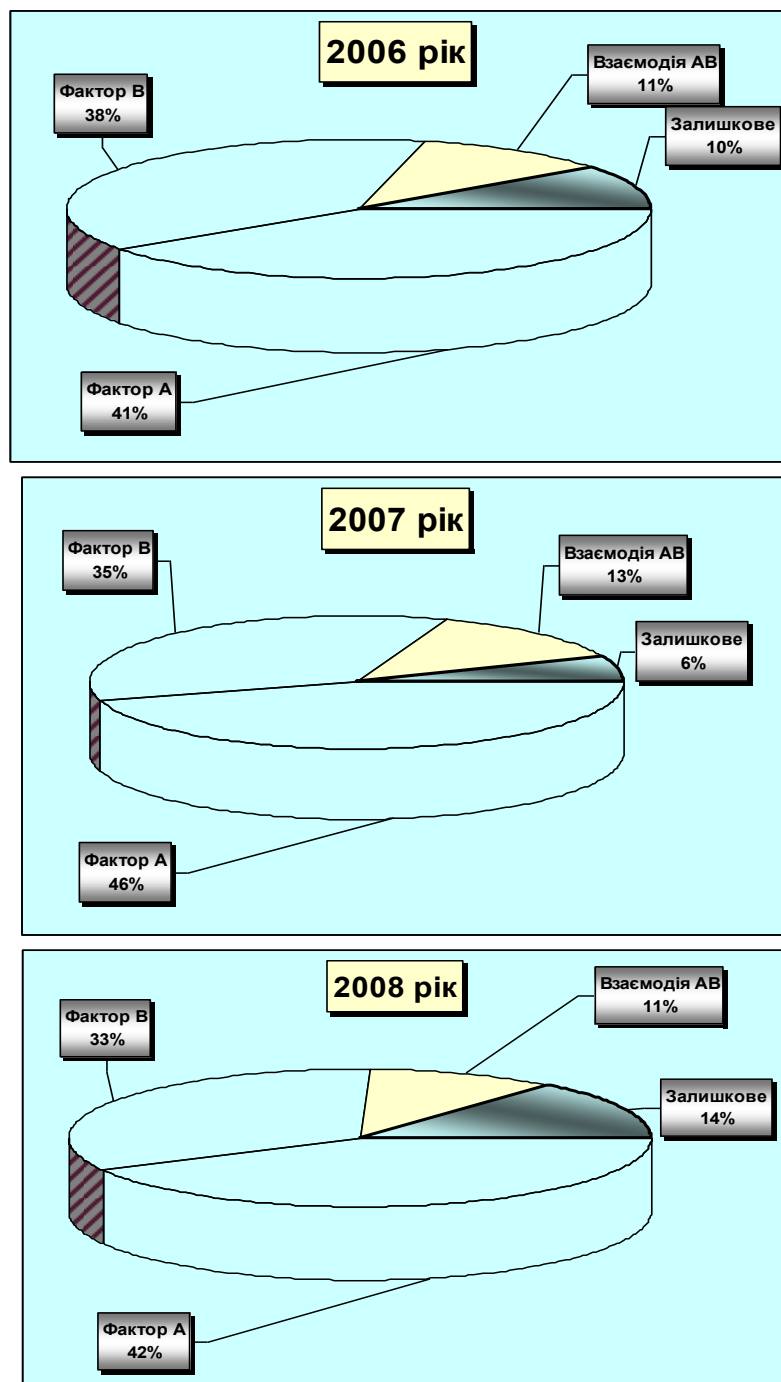 2006 рік
Фактор В
38%
Взаємодія АВ
11%
Залишкове
10%
Фактор А
41%
2007 рік
Фактор В
35%
Взаємодія АВ
13%
Залишкове
6%
Фактор А
46%
2008 рік
Фактор В
33%
Взаємодія АВ
11%
Залишкове
14%
Фактор А
42%